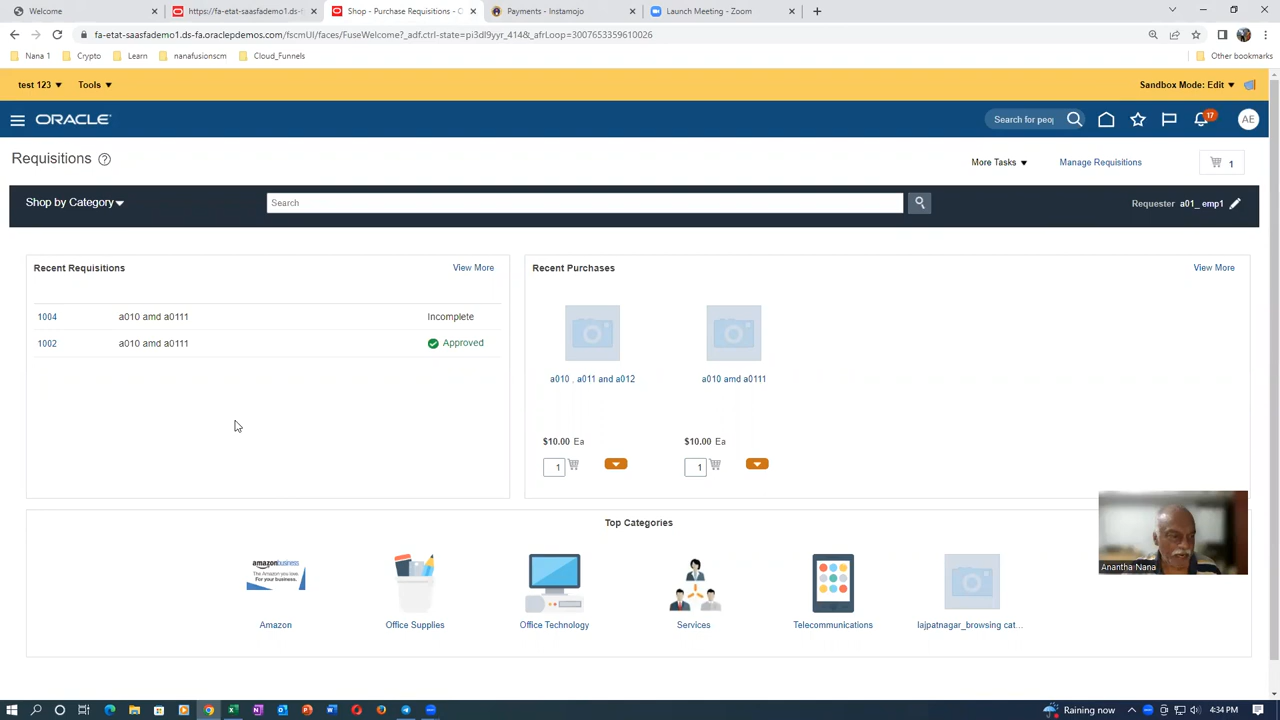 Welcome
https://fa-etat-saasfademo1.ds-f
Shop - Purchase Requisitions - O
Payments - Instamojo
Launch Meeting - Zoom
fa-etat-saasfademo1.ds-fa.oraclepdemos.com/fscmUI/faces/FuseWelcome?_adf.ctrl-state=pi3dl9yyr_414&_afrLoop=3007653359610026
Nana 1
Crypto
Learn
nanafusionscm
Cloud_Funnels
Other bookmarks
test 123
Tools
Sandbox Mode: Edit
ORACLE
Search for peop
17
AE
Requisitions
More Tasks
Manage Requisitions
1
Shop by Category
Search
Requester a01_ emp1
Recent Requisitions
View More
1004 a010 amd a0111 Incomplete
1002 a010 amd a0111 Approved
Recent Purchases
View More
a010 , a011 and a012
a010 amd a0111
$10.00 Ea
$10.00 Ea
1
1
Top Categories
amazonbusiness
The Amazon you love.
For your business.
Amazon
Office Supplies
Office Technology
Services
Telecommunications
lajpatnagar_browsing cat...
Anantha Nana
Raining now
4:34 PM